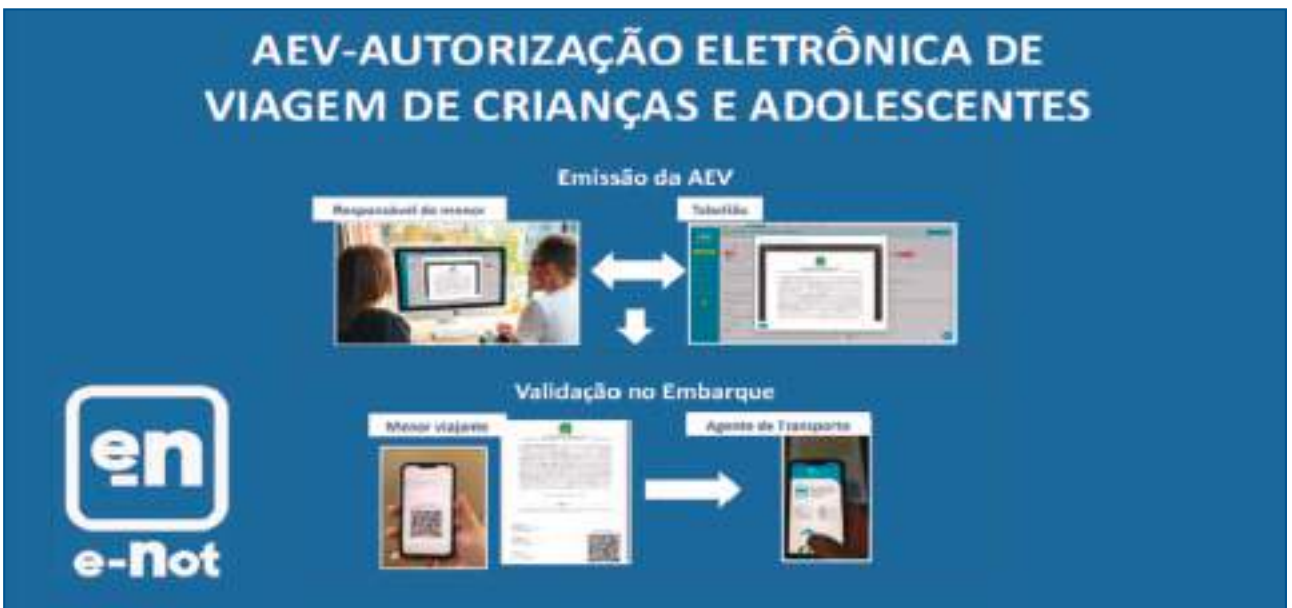 AEV-AUTORIZAÇÃO ELETRÔNICA DE
VIAGEM DE CRIANÇAS E ADOLESCENTES
Emissão da AEV
Responsável do menor
Tabelião
Validação no Embarque
Menor viajante
Agente de Transporte
en
e-not